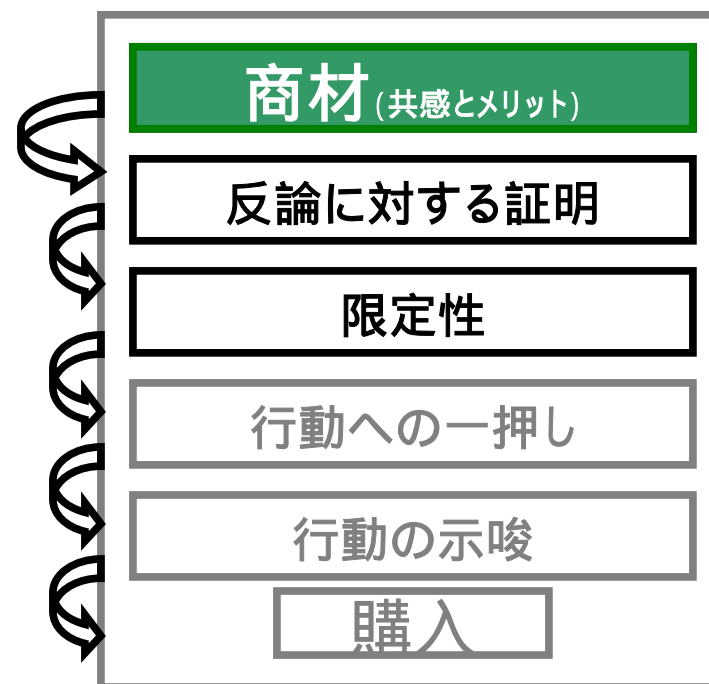 商材(共感とメリット)
反論に対する証明
限定性
行動への一押し
行動の示唆
購入